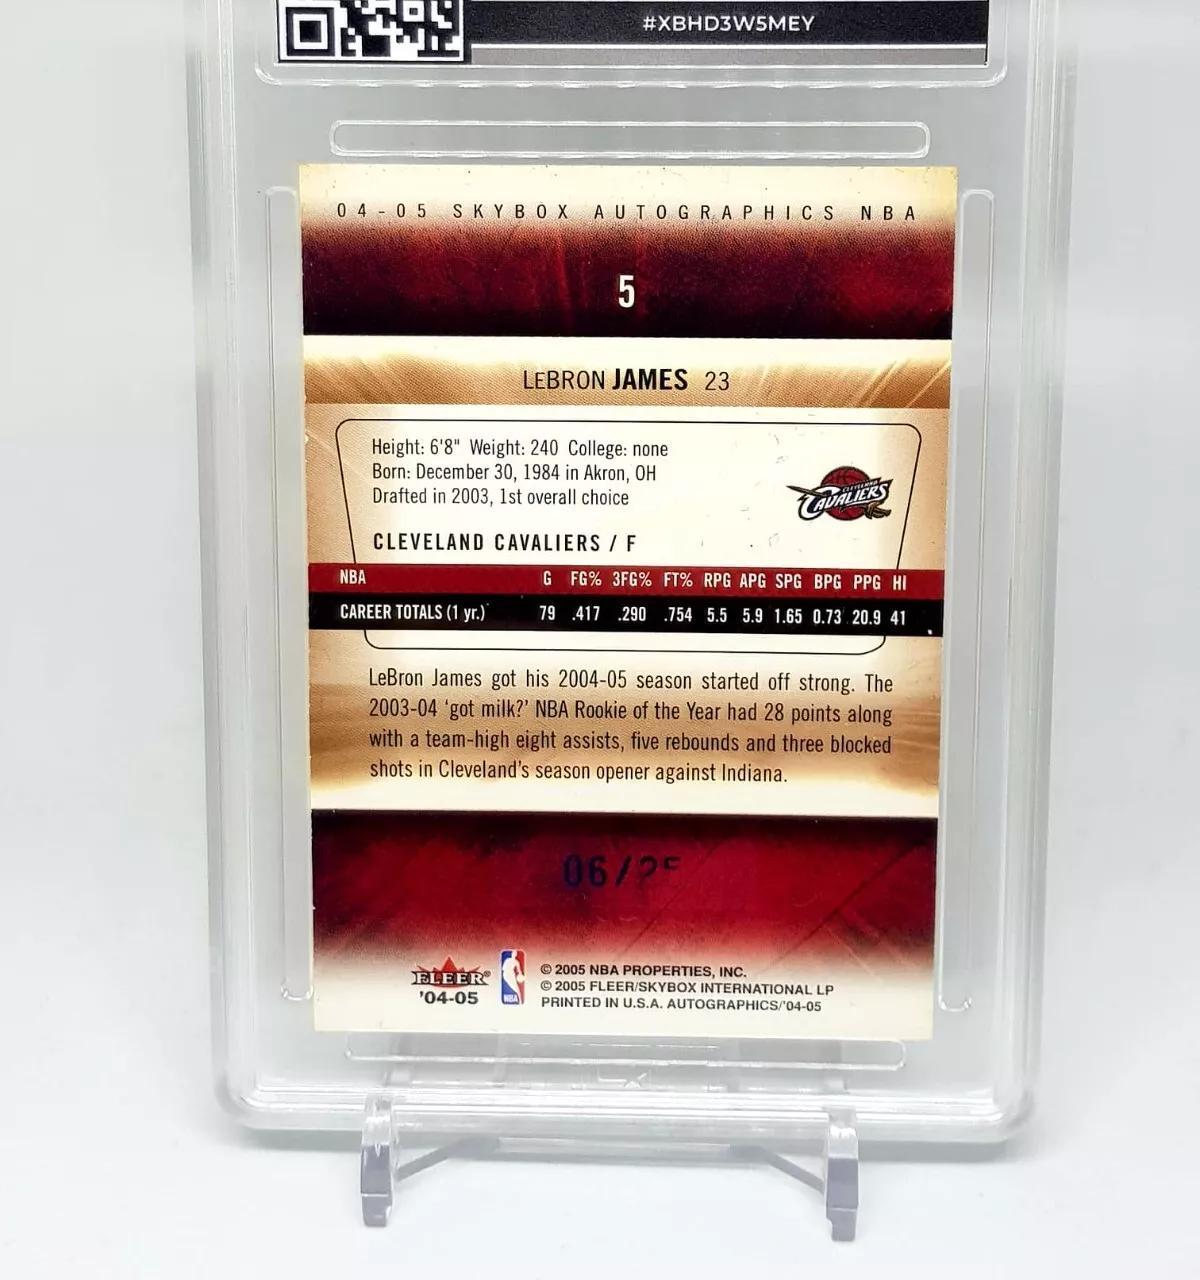 #XBHD3W5MEY
04-05 SKYBOX AUTOGRAPHICS NBA
5
LEBRON JAMES 23
Height: 6'8" Weight: 240 College: none
Born: December 30, 1984 in Akron, OH
Drafted in 2003, 1st overall choice
CLEVELAND CAVALIERS
CLEVELAND CAVALIERS / F
NBA G FG% 3FG% FT% RPG APG SPG BPG PPG HI
CAREER TOTALS (1 yr.) 79 .417 .290 .754 5.5 5.9 1.65 0.73 20.9 41
LeBron James got his 2004-05 season started off strong. The
2003-04 'got milk?' NBA Rookie of the Year had 28 points along
with a team-high eight assists, five rebounds and three blocked
shots in Cleveland's season opener against Indiana.
06/25
FLEER®
'04-05
NBA
© 2005 NBA PROPERTIES, INC.
© 2005 FLEER/SKYBOX INTERNATIONAL LP
PRINTED IN U.S.A. AUTOGRAPHICS/'04-05